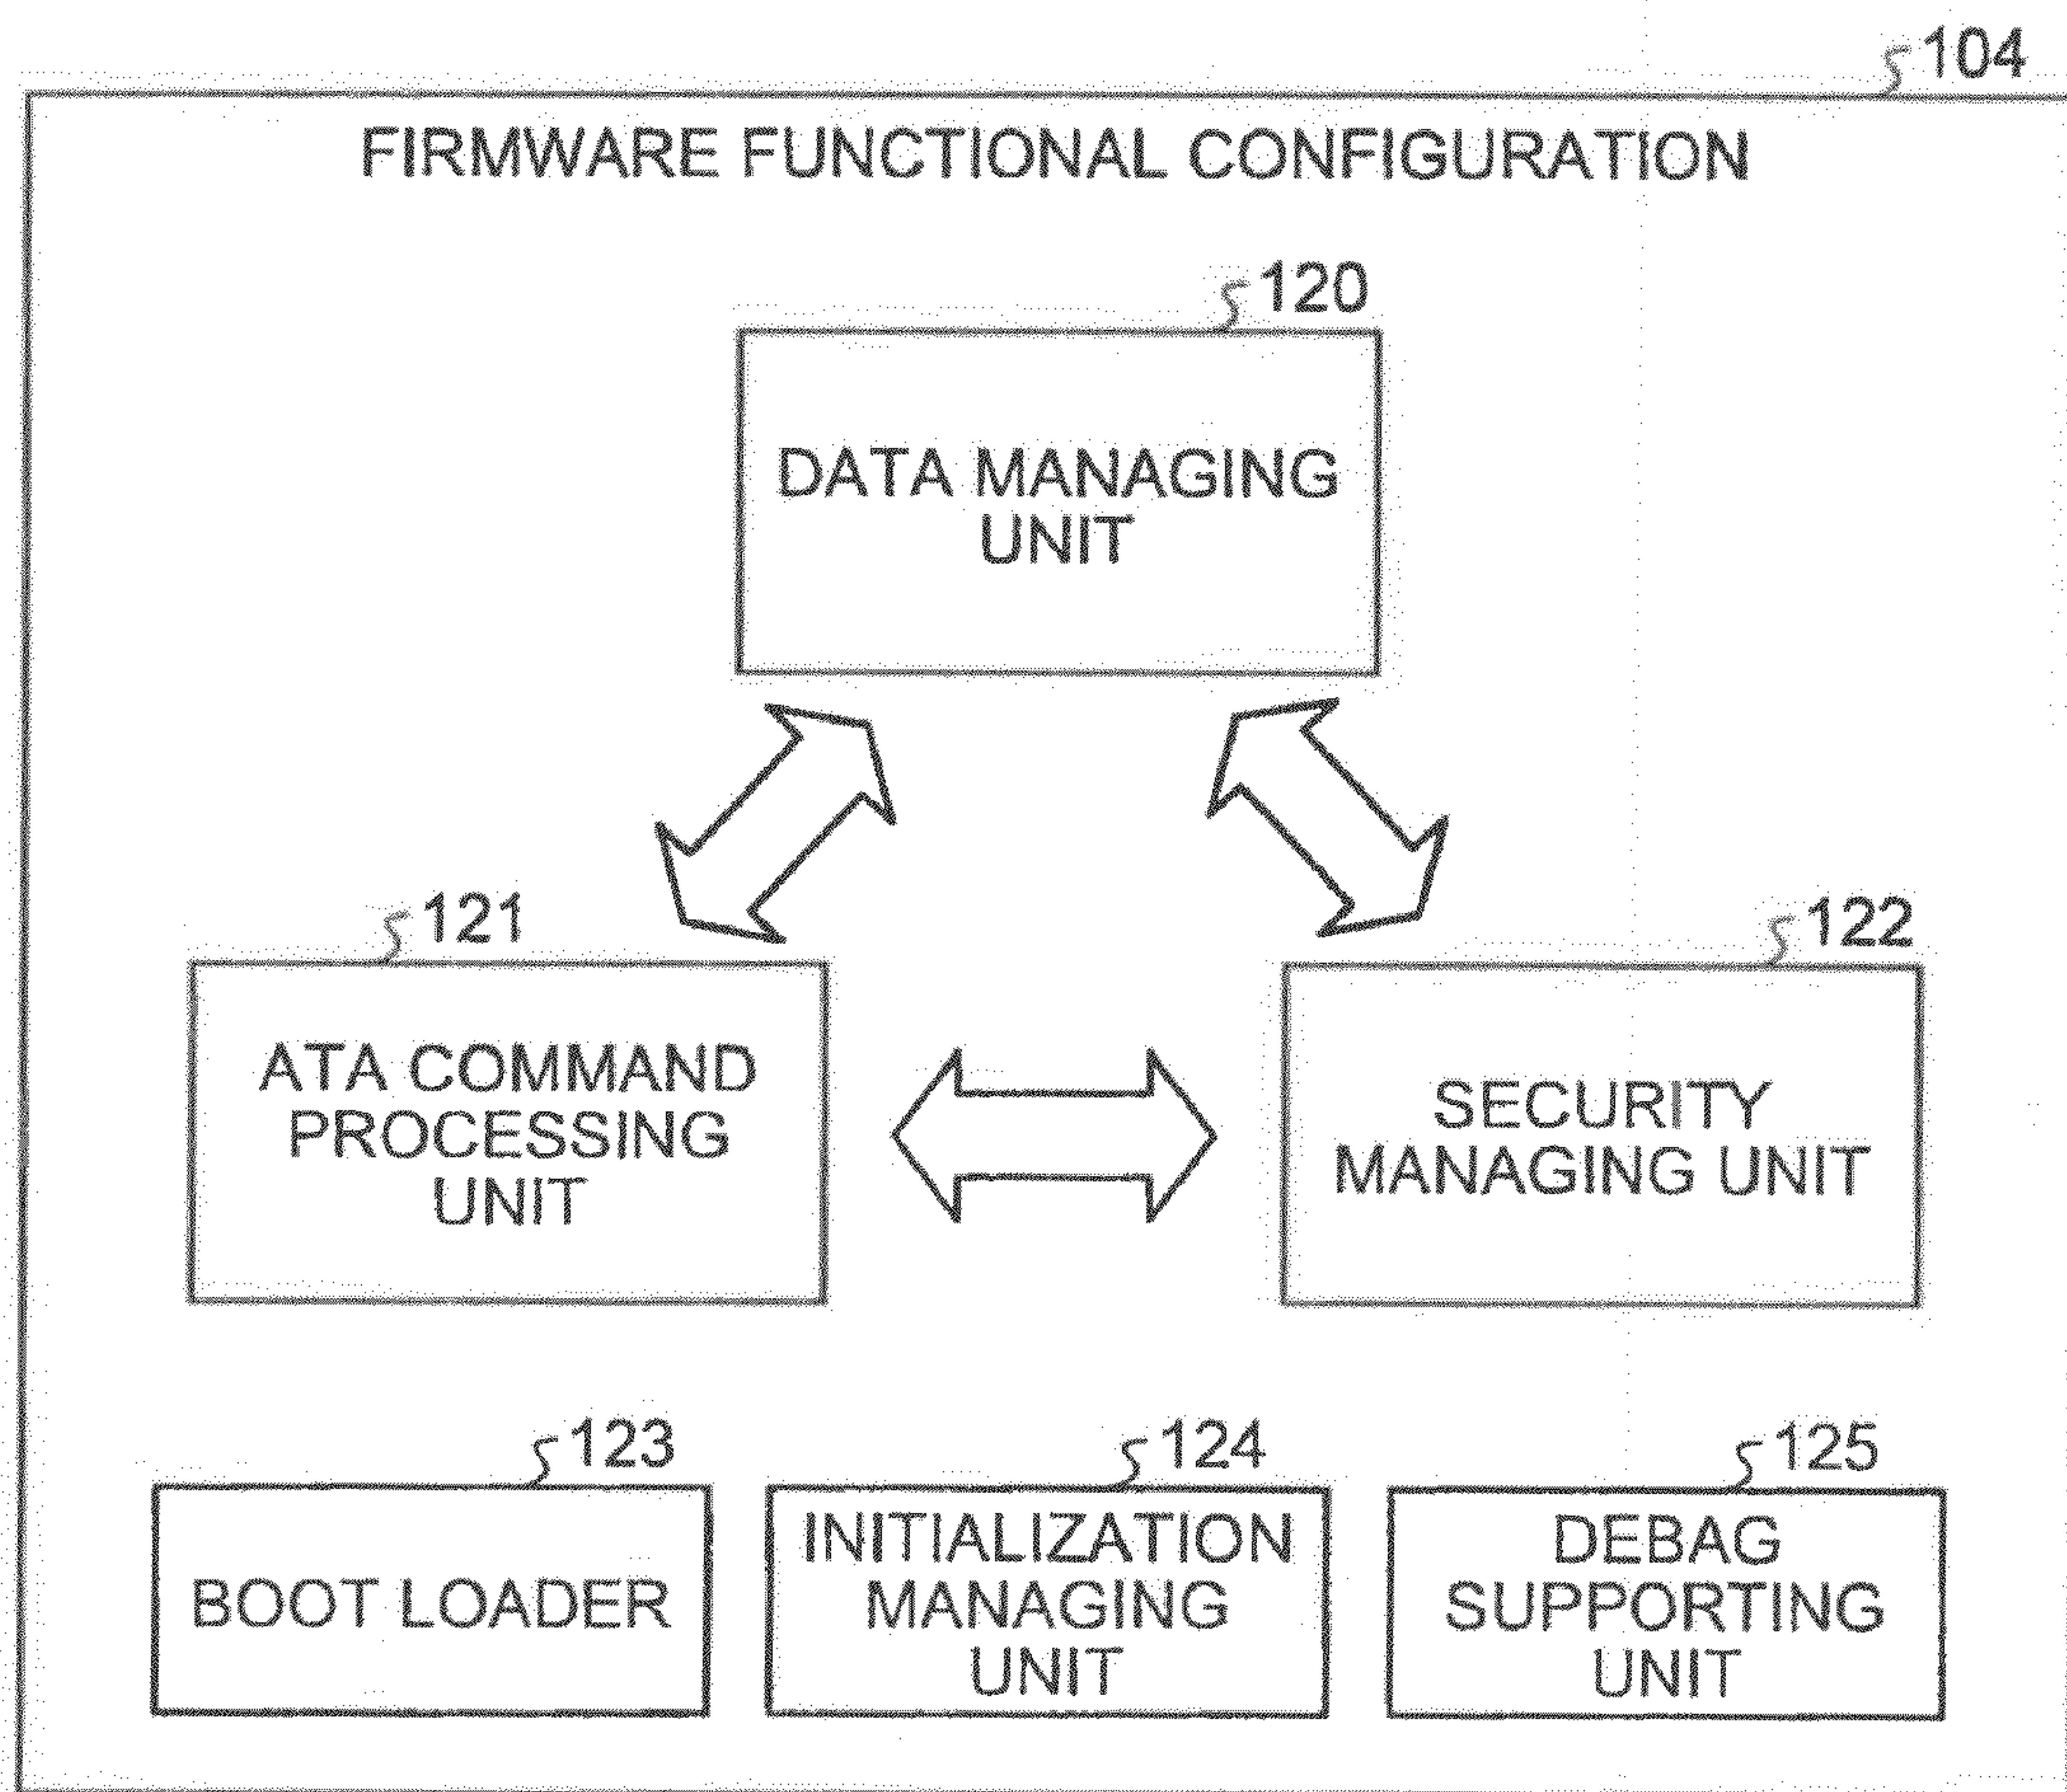 104
FIRMWARE FUNCTIONAL CONFIGURATION
120
DATA MANAGING
UNIT
121
ATA COMMAND
PROCESSING
UNIT
122
SECURITY
MANAGING UNIT
123
BOOT LOADER
124
INITIALIZATION
MANAGING
UNIT
125
DEBAG
SUPPORTING
UNIT